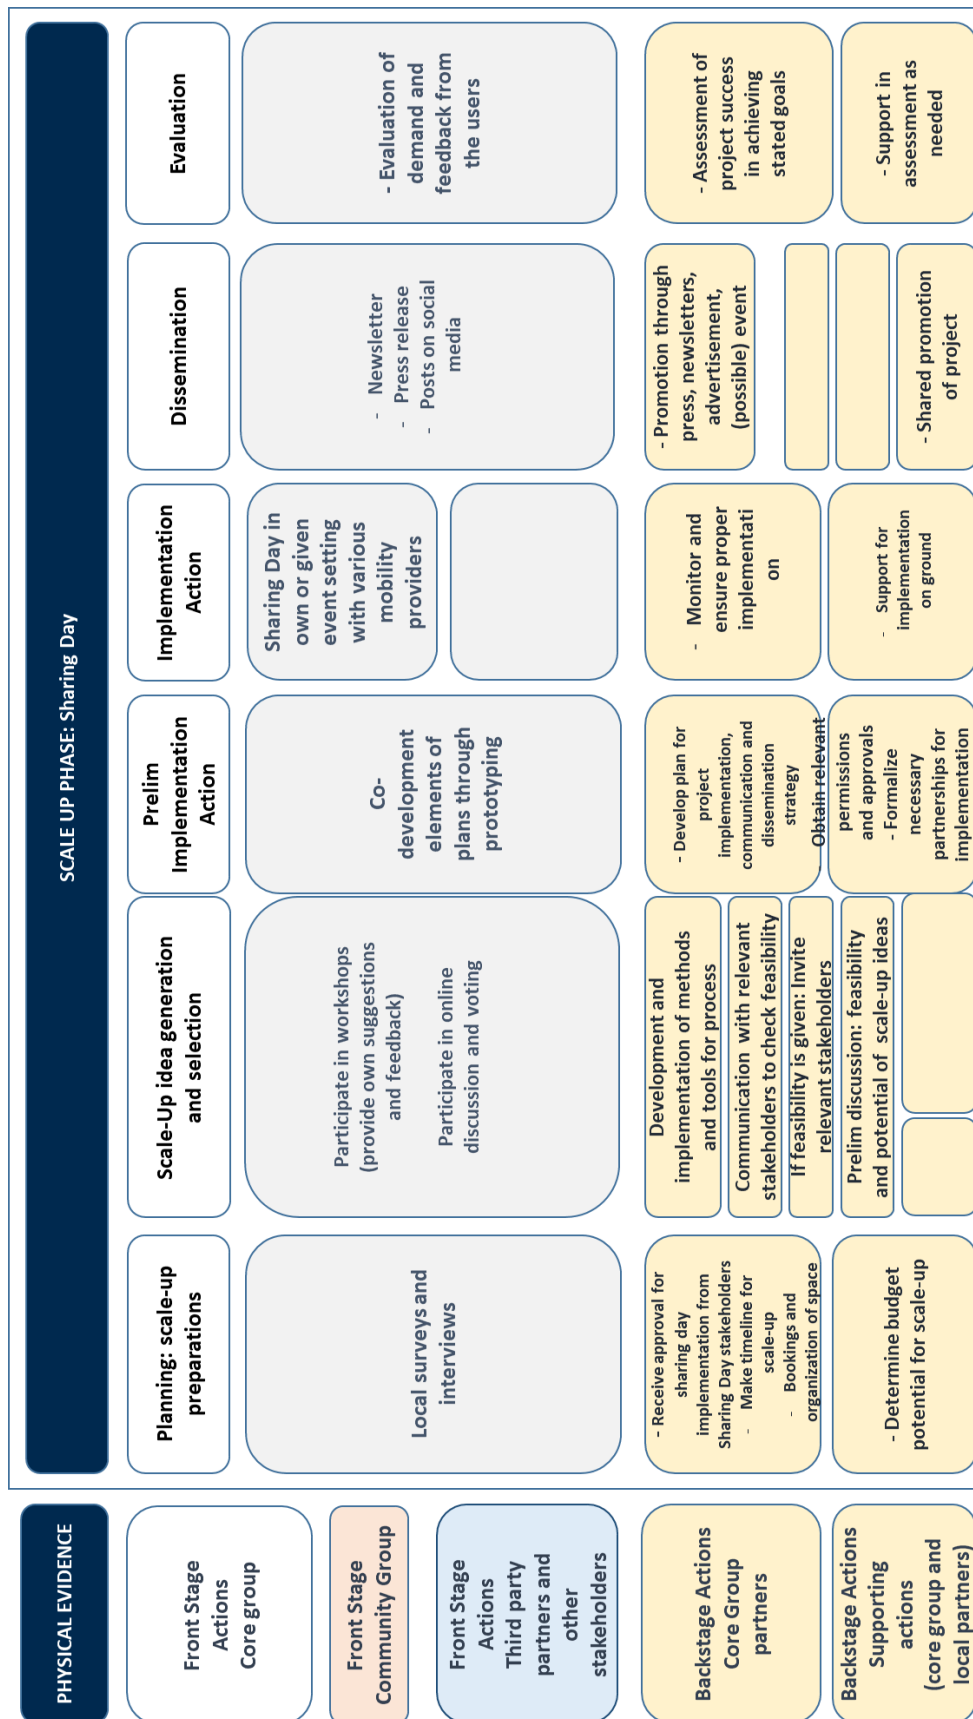 PHYSICAL EVIDENCE
SCALE UP PHASE: Sharing Day
Front Stage
Actions
Core group
Planning: scale-up
preparations
Scale-Up idea generation
and selection
Prelim
Implementation
Action
Implementation
Action
Dissemination
Evaluation
Front Stage
Community Group
Front Stage
Actions
Third party
partners and
other
stakeholders
Local surveys and
interviews
Participate in workshops
(provide own suggestions
and feedback)
Participate in online
discussion and voting
Co-
development
elements of
plans through
prototyping
Sharing Day in
own or given
event setting
with various
mobility
providers
- Newsletter
- Press release
- Posts on social
media
- Evaluation of
demand and
feedback from
the users
Backstage Actions
Core Group
partners
- Receive approval for
sharing day
implementation from
Sharing Day stakeholders
- Make timeline for
scale-up
- Bookings and
organization of space
Development and
implementation of methods
and tools for process
Communication with relevant
stakeholders to check feasibility
If feasibility is given: Invite
relevant stakeholders
- Develop plan for
project
implementation,
communication and
dissemination
strategy
- Monitor and
ensure proper
implementati
on
- Promotion through
press, newsletters,
advertisement,
(possible) event
- Assessment of
project success
in achieving
stated goals
Backstage Actions
Supporting
actions
(core group and
local partners)
- Determine budget
potential for scale-up
Prelim discussion: feasibility
and potential of scale-up ideas
- Obtain relevant
permissions
and approvals
- Formalize
necessary
partnerships for
implementation
- Support for
implementation
on ground
- Shared promotion
of project
- Support in
assessment as
needed